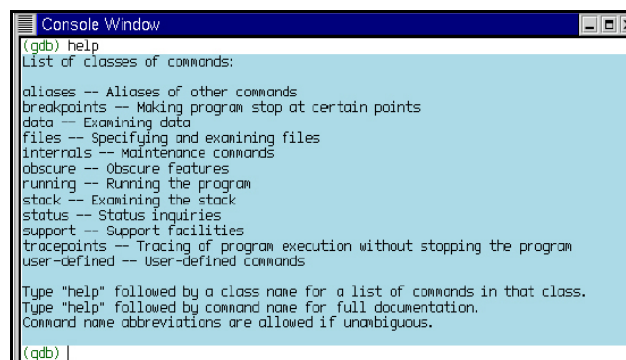 Console Window
(gdb) help
List of classes of commands:
aliases -- Aliases of other commands
breakpoints -- Making program stop at certain points
data -- Examining data
files -- Specifying and examining files
internals -- Maintenance commands
obscure -- Obscure features
running -- Running the program
stack -- Examining the stack
status -- Status inquiries
support -- Support facilities
tracepoints -- Tracing of program execution without stopping the program
user-defined -- User-defined commands
Type "help" followed by a class name for a list of commands in that class.
Type "help" followed by command name for full documentation.
Command name abbreviations are allowed if unambiguous.
(gdb)